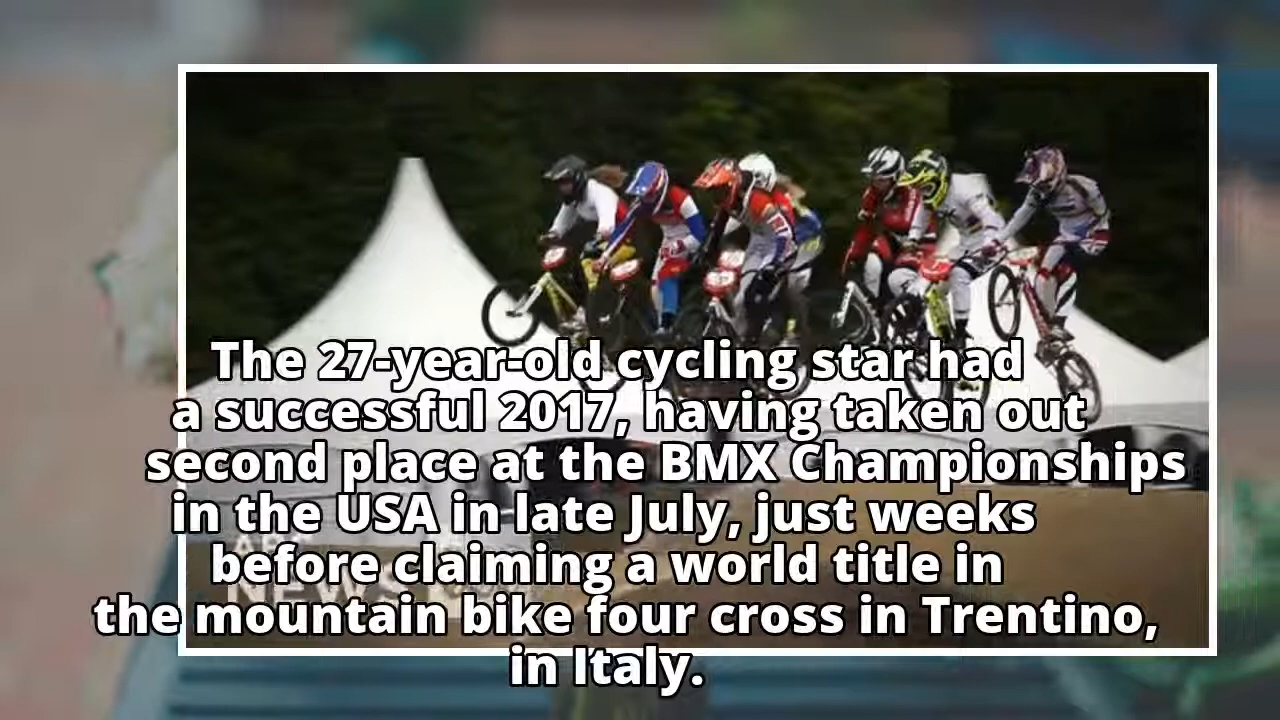 The 27-year-old cycling star had
a successful 2017, having taken out
second place at the BMX Championships
in the USA in late July, just weeks
before claiming a world title in
the mountain bike four cross in Trentino,
in Italy.
NEWS